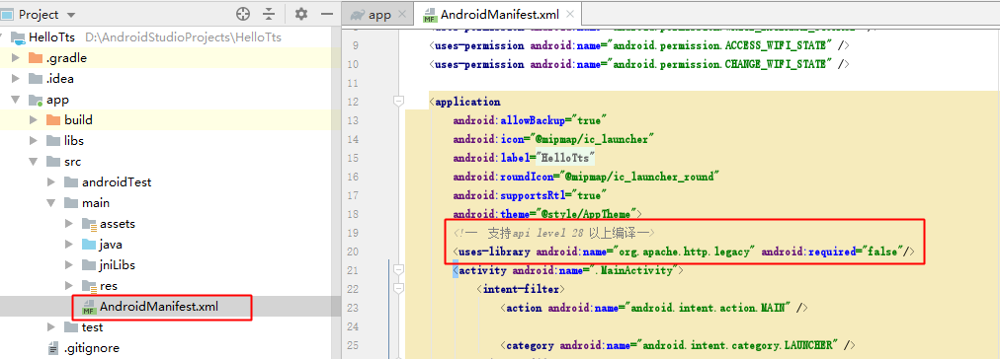 Project
HelloTts D:\AndroidStudioProjects\HelloTts
.gradle
.idea
app
build
libs
src
androidTest
main
assets
java
jniLibs
res
AndroidManifest.xml
test
.gitignore
app
AndroidManifest.xml
9 <uses-permission android:name="android.permission.ACCESS_WIFI_STATE" />
10 <uses-permission android:name="android.permission.CHANGE_WIFI_STATE" />
11
12 <application
13 android:allowBackup="true"
14 android:icon="@mipmap/ic_launcher"
15 android:label="HelloTts"
16 android:roundIcon="@mipmap/ic_launcher_round"
17 android:supportsRtl="true"
18 android:theme="@style/AppTheme">
19 <!-- 支持api level 28 以上编译-->
20 <uses-library android:name="org.apache.http.legacy" android:required="false"/>
21 <activity android:name=".MainActivity">
22 <intent-filter>
23 <action android:name="android.intent.action.MAIN" />
24
25 <category android:name="android.intent.category.LAUNCHER" />